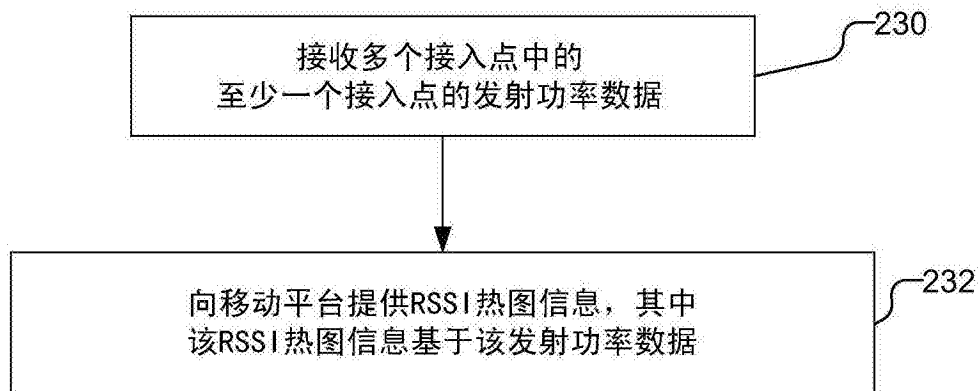 230
接收多个接入点中的
至少一个接入点的发射功率数据
232
向移动平台提供RSSI热图信息，其中
该RSSI热图信息基于该发射功率数据